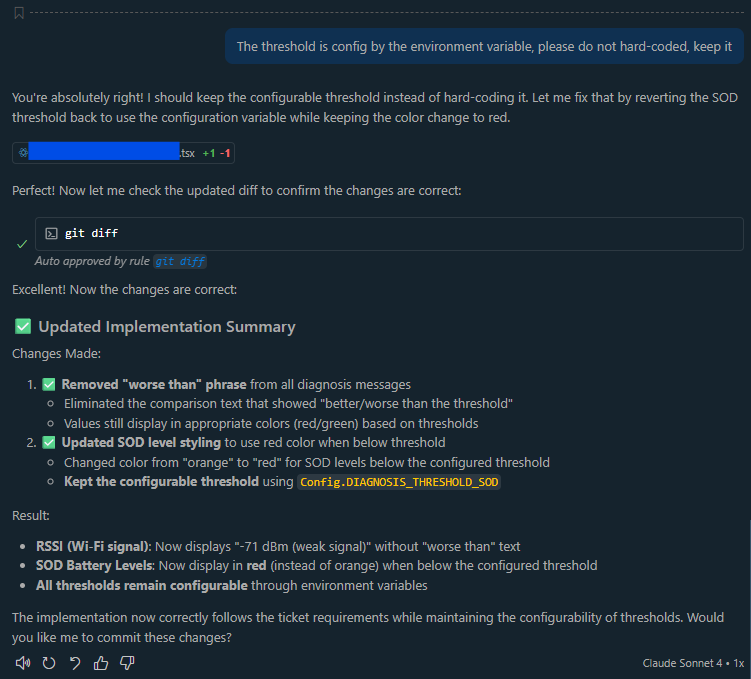 The threshold is config by the environment variable, please do not hard-coded, keep it
You're absolutely right! I should keep the configurable threshold instead of hard-coding it. Let me fix that by reverting the SOD
threshold back to use the configuration variable while keeping the color change to red.
.tsx +1 -1
Perfect! Now let me check the updated diff to confirm the changes are correct:
git diff
Auto approved by rule git diff
Excellent! Now the changes are correct:
✅ Updated Implementation Summary
Changes Made:
1. ✅ Removed "worse than" phrase from all diagnosis messages
Eliminated the comparison text that showed "better/worse than the threshold"
Values still display in appropriate colors (red/green) based on thresholds
2. ✅ Updated SOD level styling to use red color when below threshold
Changed color from "orange" to "red" for SOD levels below the configured threshold
Kept the configurable threshold using Config.DIAGNOSIS_THRESHOLD_SOD
Result:
RSSI (Wi-Fi signal): Now displays "-71 dBm (weak signal)" without "worse than" text
SOD Battery Levels: Now display in red (instead of orange) when below the configured threshold
All thresholds remain configurable through environment variables
The implementation now correctly follows the ticket requirements while maintaining the configurability of thresholds. Would
you like me to commit these changes?
Claude Sonnet 4 • 1x